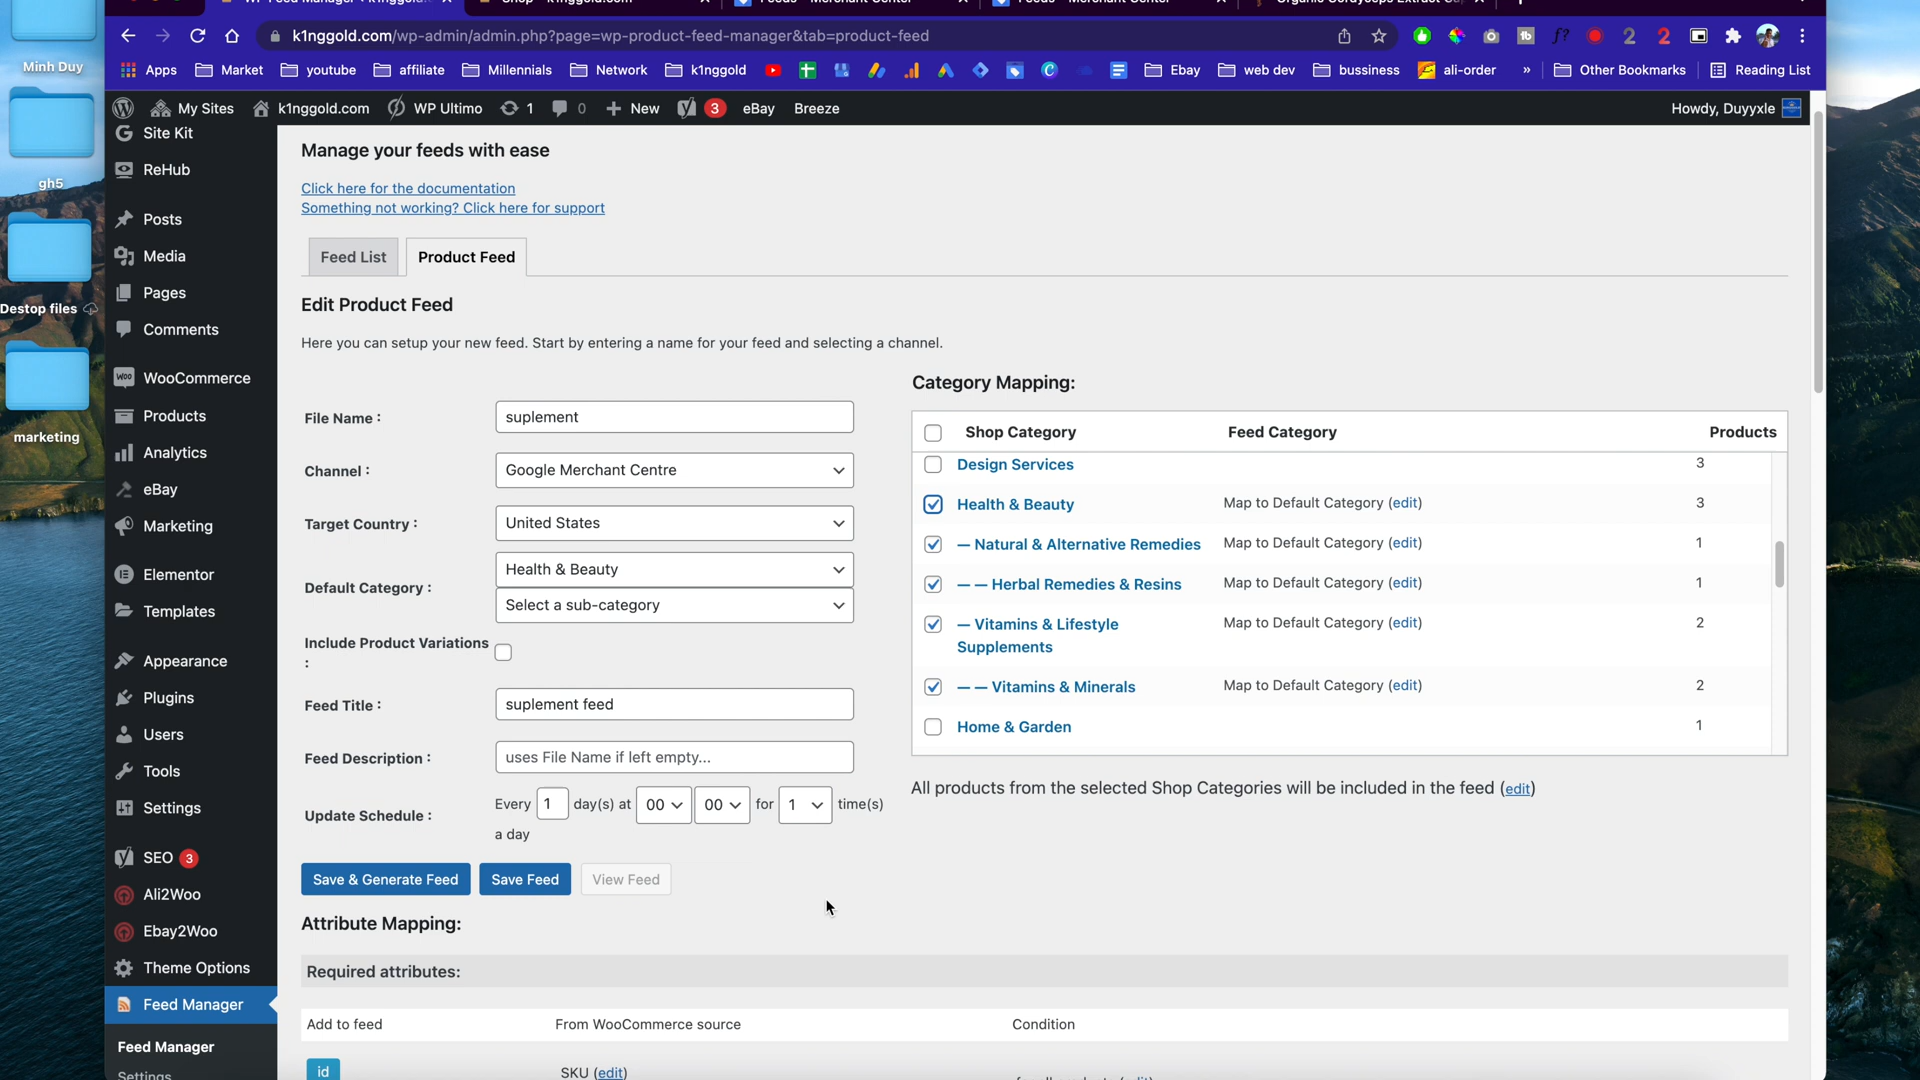 Minh Duy
gh5
Destop files
marketing
k1nggold.com/wp-admin/admin.php?page=wp-product-feed-manager&tab=product-feed
Apps
Market
youtube
affiliate
Millennials
Network
k1nggold
Ebay
web dev
bussiness
ali-order
»
Other Bookmarks
Reading List
My Sites
k1nggold.com
WP Ultimo
1
0
New
3
eBay
Breeze
Howdy, Duyyxle
Site Kit
ReHub
Posts
Media
Pages
Comments
WooCommerce
Products
Analytics
eBay
Marketing
Elementor
Templates
Appearance
Plugins
Users
Tools
Settings
SEO 3
Ali2Woo
Ebay2Woo
Theme Options
Feed Manager
Feed Manager
Settings
Manage your feeds with ease
Click here for the documentation
Something not working? Click here for support
Feed List
Product Feed
Edit Product Feed
Here you can setup your new feed. Start by entering a name for your feed and selecting a channel.
File Name :
suplement
Channel :
Google Merchant Centre
Target Country :
United States
Default Category :
Health & Beauty
Select a sub-category
Include Product Variations
:
Feed Title :
suplement feed
Feed Description :
uses File Name if left empty...
Update Schedule :
Every 1 day(s) at 00 00 for 1 time(s)
a day
Save & Generate Feed
Save Feed
View Feed
Category Mapping:
Shop Category
Feed Category
Products
Design Services 3
Health & Beauty Map to Default Category (edit) 3
— Natural & Alternative Remedies Map to Default Category (edit) 1
— — Herbal Remedies & Resins Map to Default Category (edit) 1
— Vitamins & Lifestyle Map to Default Category (edit) 2
Supplements
— — Vitamins & Minerals Map to Default Category (edit) 2
Home & Garden 1
All products from the selected Shop Categories will be included in the feed (edit)
Attribute Mapping:
Required attributes:
Add to feed
From WooCommerce source
Condition
id
SKU (edit)